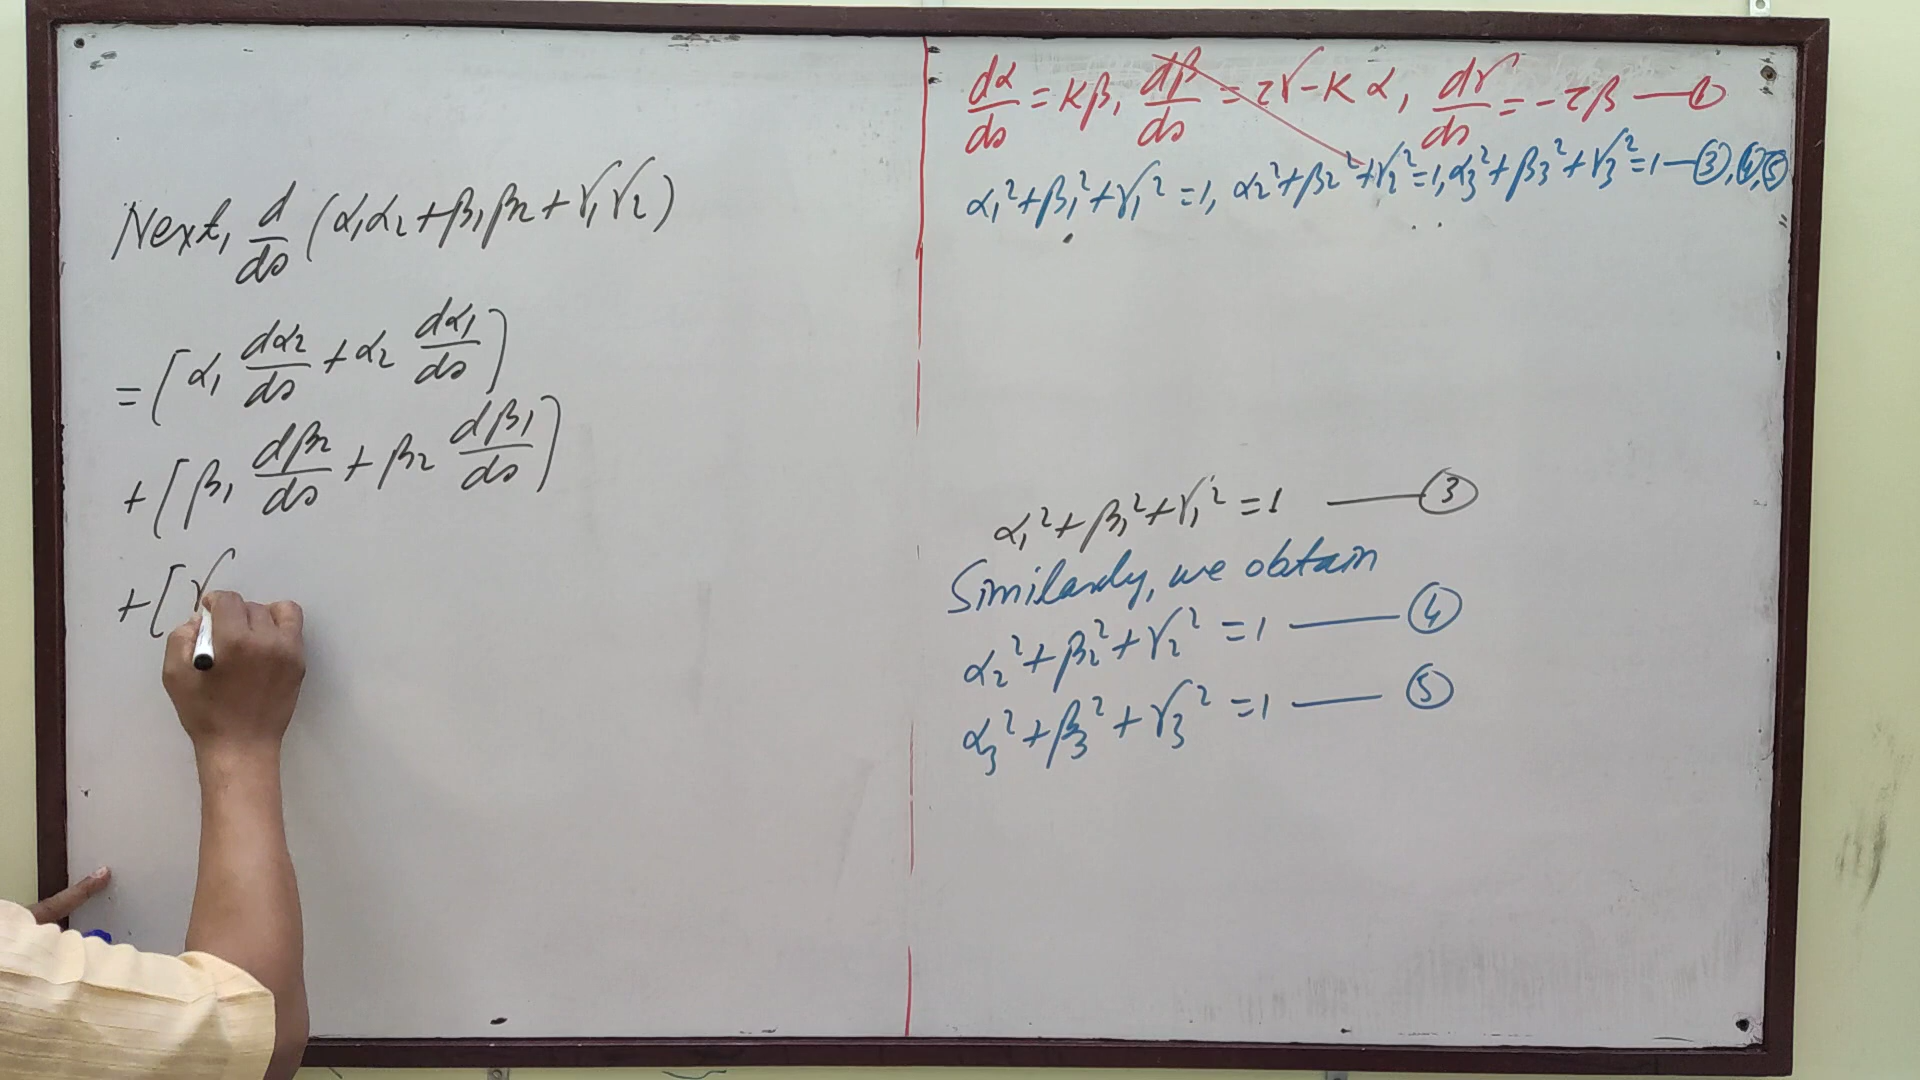 Next, d/ds (α₁α₂+β₁β₂+γ₁γ₂)
= [α₁ dα₂/ds + α₂ dα₁/ds]
+ [β₁ dβ₂/ds + β₂ dβ₁/ds]
+ [γ
dα/ds = κβ, dβ/ds = τγ-κα, dγ/ds = -τβ — ①
α₁²+β₁²+γ₁²=1, α₂²+β₂²+γ₂²=1, α₃²+β₃²+γ₃²=1 — ③,④,⑤
α₁²+β₁²+γ₁²=1 — ③
Similarly, we obtain
α₂²+β₂²+γ₂²=1 — ④
α₃²+β₃²+γ₃²=1 — ⑤